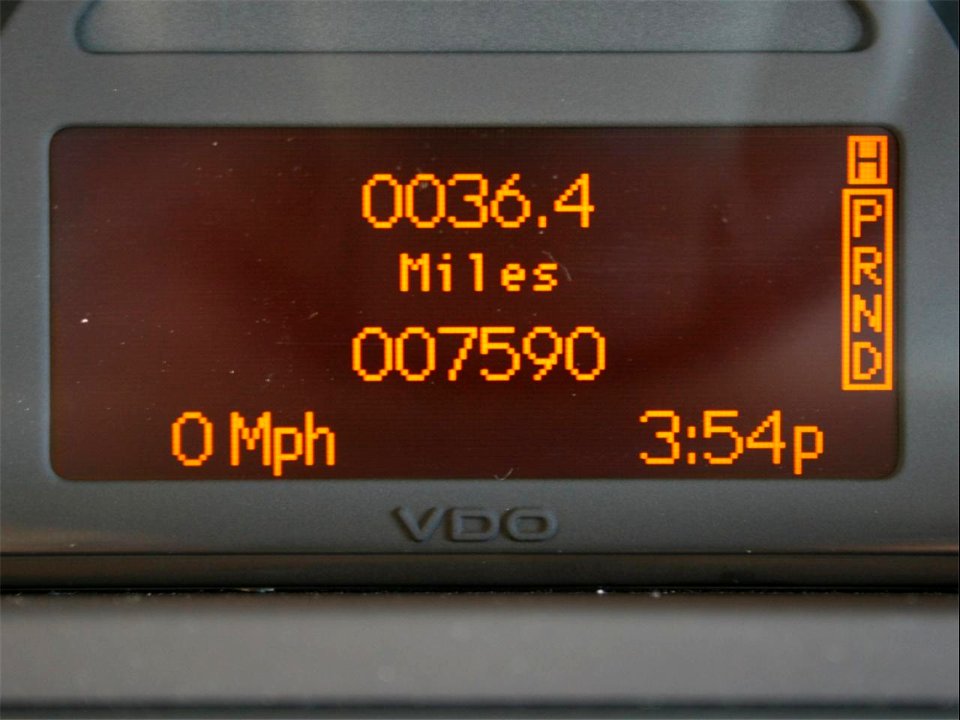 0036.4
Miles
007590
0 Mph
3:54p
H
P
R
N
D
VDO